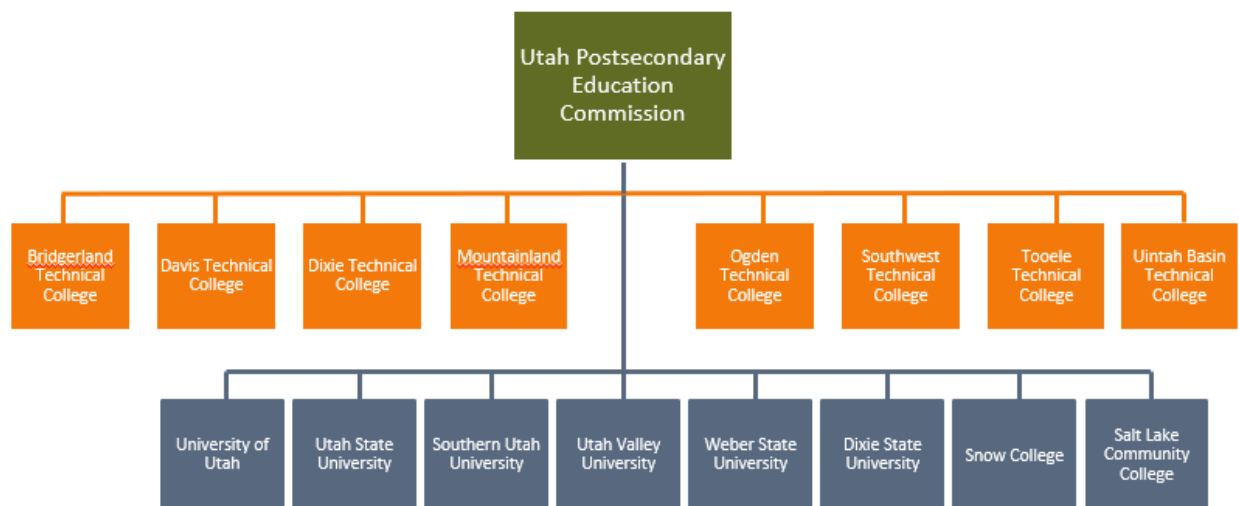 Utah Postsecondary
Education
Commission
Bridgerland
Technical
College
Davis Technical
College
Dixie Technical
College
Mountainland
Technical
College
Ogden
Technical
College
Southwest
Technical
College
Tooele
Technical
College
Uintah Basin
Technical
College
University of
Utah
Utah State
University
Southern Utah
University
Utah Valley
University
Weber State
University
Dixie State
University
Snow College
Salt Lake
Community
College